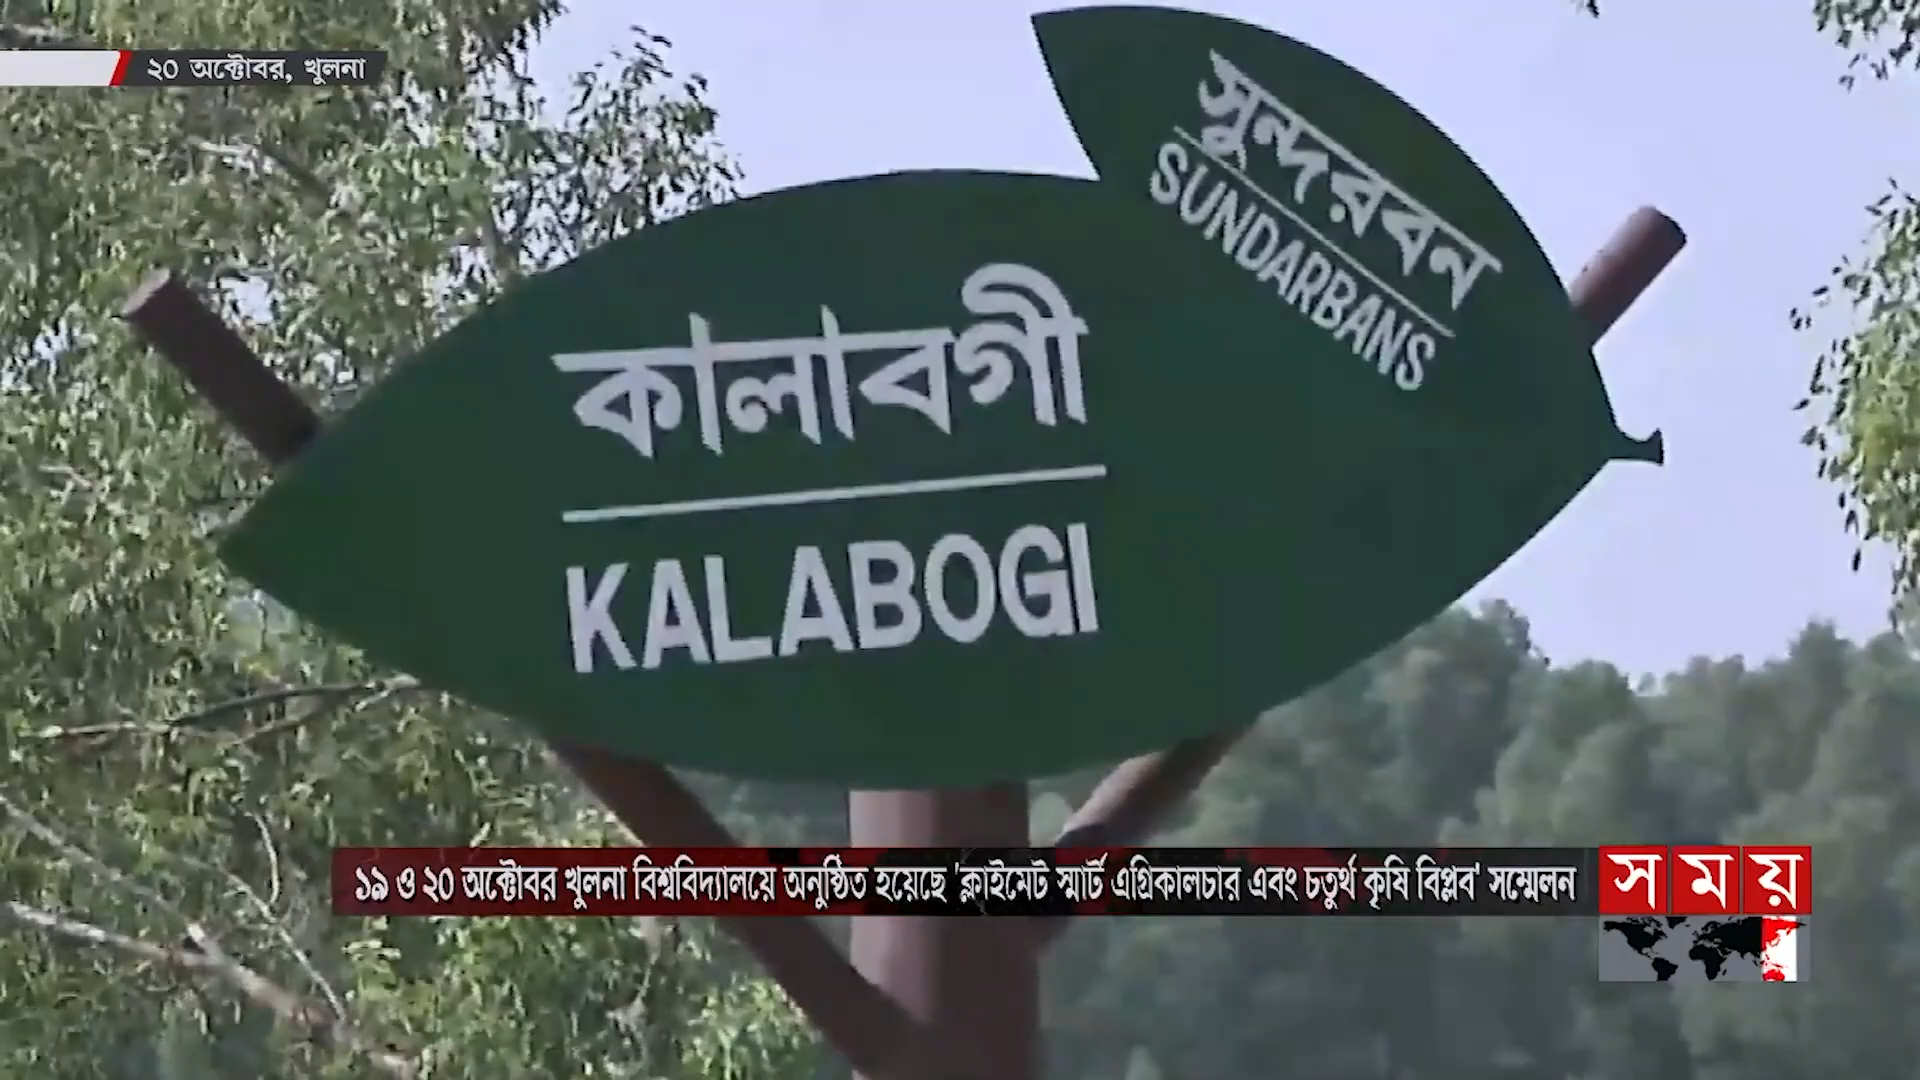 ২০ অক্টোবর, খুলনা
সুন্দরবন
SUNDARBANS
কালাবগী
KALABOGI
১৯ ও ২০ অক্টোবর খুলনা বিশ্ববিদ্যালয়ে অনুষ্ঠিত হয়েছে 'ক্লাইমেট স্মার্ট এগ্রিকালচার এবং চতুর্থ কৃষি বিপ্লব' সম্মেলন
সময়